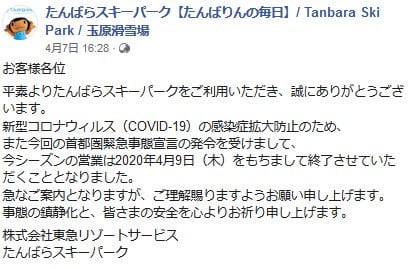 たんばらスキーパーク【たんばりんの毎日】/ Tanbara Ski
Park / 玉原滑雪場
4月7日 16:28
お客様各位
平素よりたんばらスキーパークをご利用いただき、誠にありがとうござ
います。
新型コロナウィルス（COVID-19）の感染症拡大防止のため、
また今回の首都圏緊急事態宣言の発令を受けまして、
今シーズンの営業は2020年4月9日（木）をもちまして終了させていた
だくこととなりました。
急なご案内となりますが、ご理解賜りますようお願い申し上げます。
事態の鎮静化と、皆さまの安全を心よりお祈り申し上げます。
株式会社東急リゾートサービス
たんばらスキーパーク